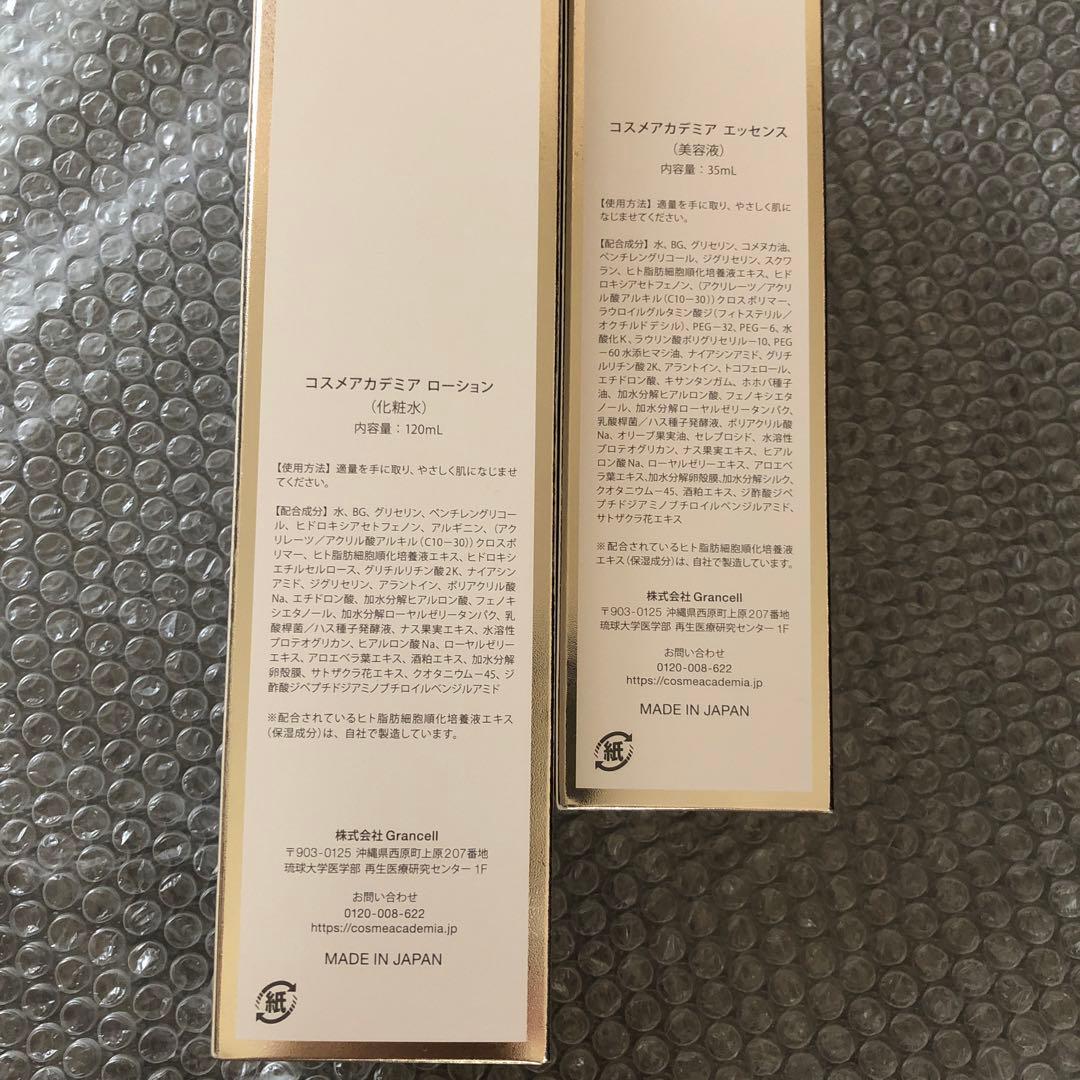 コスメアカデミア ローション
（化粧水）
内容量：120mL
【使用方法】適量を手に取り、やさしく肌になじませ
てください。
【配合成分】水、BG、グリセリン、ペンチレングリコー
ル、ヒドロキシアセトフェノン、アルギニン、（アク
リレーツ／アクリル酸アルキル（C10－30））クロスポ
リマー、ヒト脂肪細胞順化培養液エキス、ヒドロキシ
エチルセルロース、グリチルリチン酸2K、ナイアシン
アミド、ジグリセリン、アラントイン、ポリアクリル酸
Na、エチドロン酸、加水分解ヒアルロン酸、フェノキ
シエタノール、加水分解ローヤルゼリータンパク、乳
酸桿菌／ハス種子発酵液、ナス果実エキス、水溶性
プロテオグリカン、ヒアルロン酸Na、ローヤルゼリー
エキス、アロエベラ葉エキス、酒粕エキス、加水分解
卵殻膜、サトザクラ花エキス、クオタニウム－45、ジ
酢酸ジペプチドジアミノブチロイルベンジルアミド
※配合されているヒト脂肪細胞順化培養液エキス
（保湿成分）は、自社で製造しています。
株式会社Grancell
〒903-0125 沖縄県西原町上原207番地
琉球大学医学部 再生医療研究センター 1F
お問い合わせ
0120-008-622
https://cosmeacademia.jp
MADE IN JAPAN
紙
コスメアカデミア エッセンス
（美容液）
内容量：35mL
【使用方法】適量を手に取り、やさしく肌に
なじませてください。
【配合成分】水、BG、グリセリン、コメヌカ油、
ペンチレングリコール、ジグリセリン、スクワ
ラン、ヒト脂肪細胞順化培養液エキス、ヒド
ロキシアセトフェノン、（アクリレーツ／アクリ
ル酸アルキル（C10－30））クロスポリマー、
ラウロイルグルタミン酸ジ（フィトステリル／
オクチルドデシル）、PEG－32、PEG－6、水
酸化K、ラウリン酸ポリグリセリル－10、PEG
－60水添ヒマシ油、ナイアシンアミド、グリチ
ルリチン酸2K、アラントイン、トコフェロール、
エチドロン酸、キサンタンガム、ホホバ種子
油、加水分解ヒアルロン酸、フェノキシエタ
ノール、加水分解ローヤルゼリータンパク、
乳酸桿菌／ハス種子発酵液、ポリアクリル酸
Na、オリーブ果実油、セレブロシド、水溶性
プロテオグリカン、ナス果実エキス、ヒアル
ロン酸Na、ローヤルゼリーエキス、アロエベ
ラ葉エキス、加水分解卵殻膜、加水分解シルク、
クオタニウム－45、酒粕エキス、ジ酢酸ジペ
プチドジアミノブチロイルベンジルアミド、
サトザクラ花エキス
※配合されているヒト脂肪細胞順化培養液
エキス（保湿成分）は、自社で製造しています。
株式会社Grancell
〒903-0125 沖縄県西原町上原207番地
琉球大学医学部 再生医療研究センター 1F
お問い合わせ
0120-008-622
https://cosmeacademia.jp
MADE IN JAPAN
紙